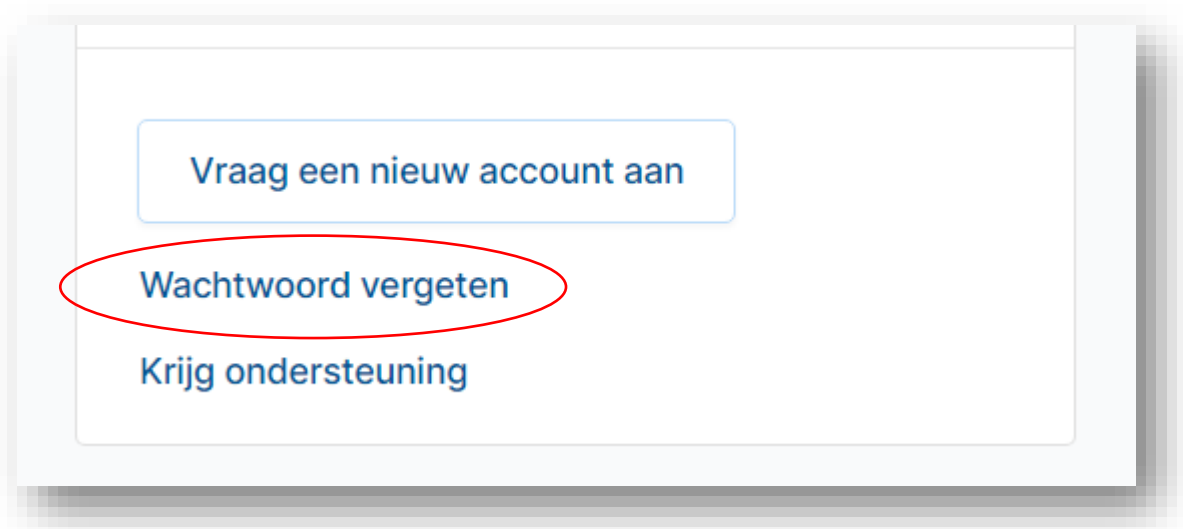 Vraag een nieuw account aan
Wachtwoord vergeten
Krijg ondersteuning